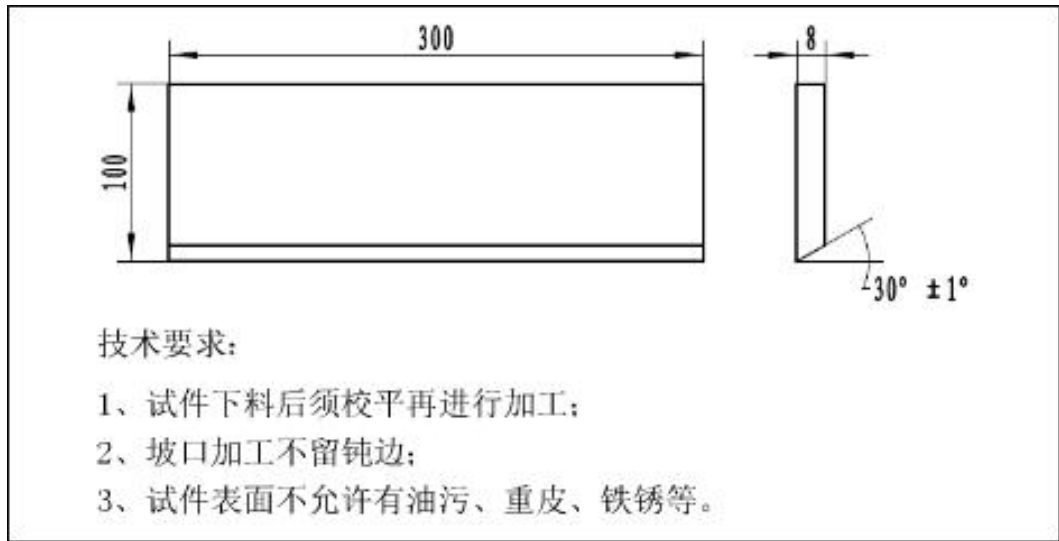 300
8
100
30° ±1°
技术要求:
1、试件下料后须校平再进行加工;
2、坡口加工不留钝边;
3、试件表面不允许有油污、重皮、铁锈等。